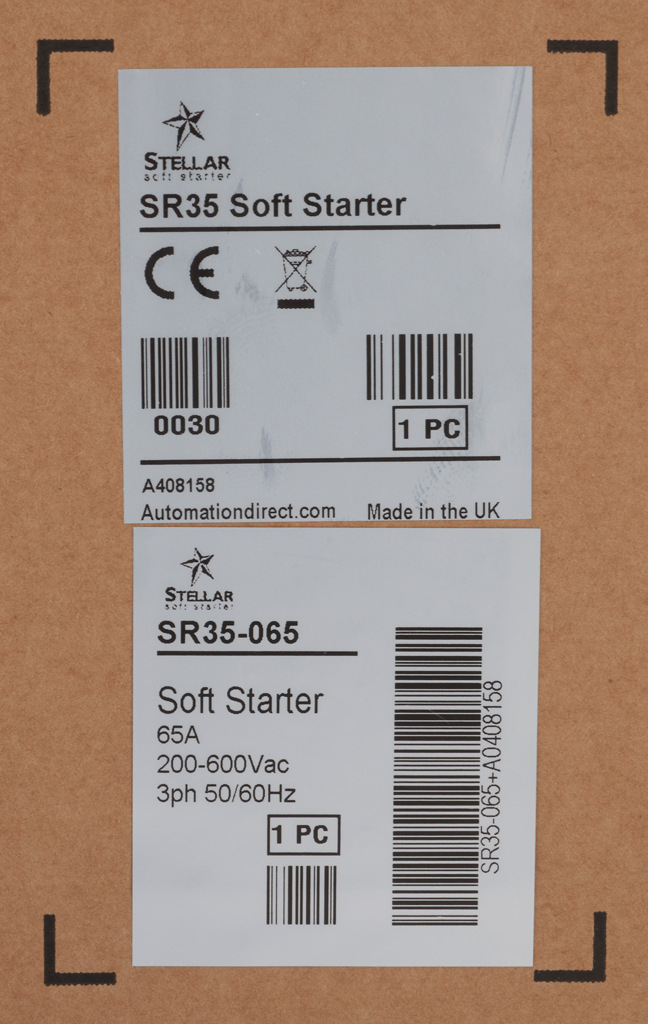 STELLAR
soft starter
SR35 Soft Starter
CE
0030
1 PC
A408158
Automationdirect.com Made in the UK
STELLAR
soft starter
SR35-065
Soft Starter
65A
200-600Vac
3ph 50/60Hz
1 PC
SR35-065+A0408158